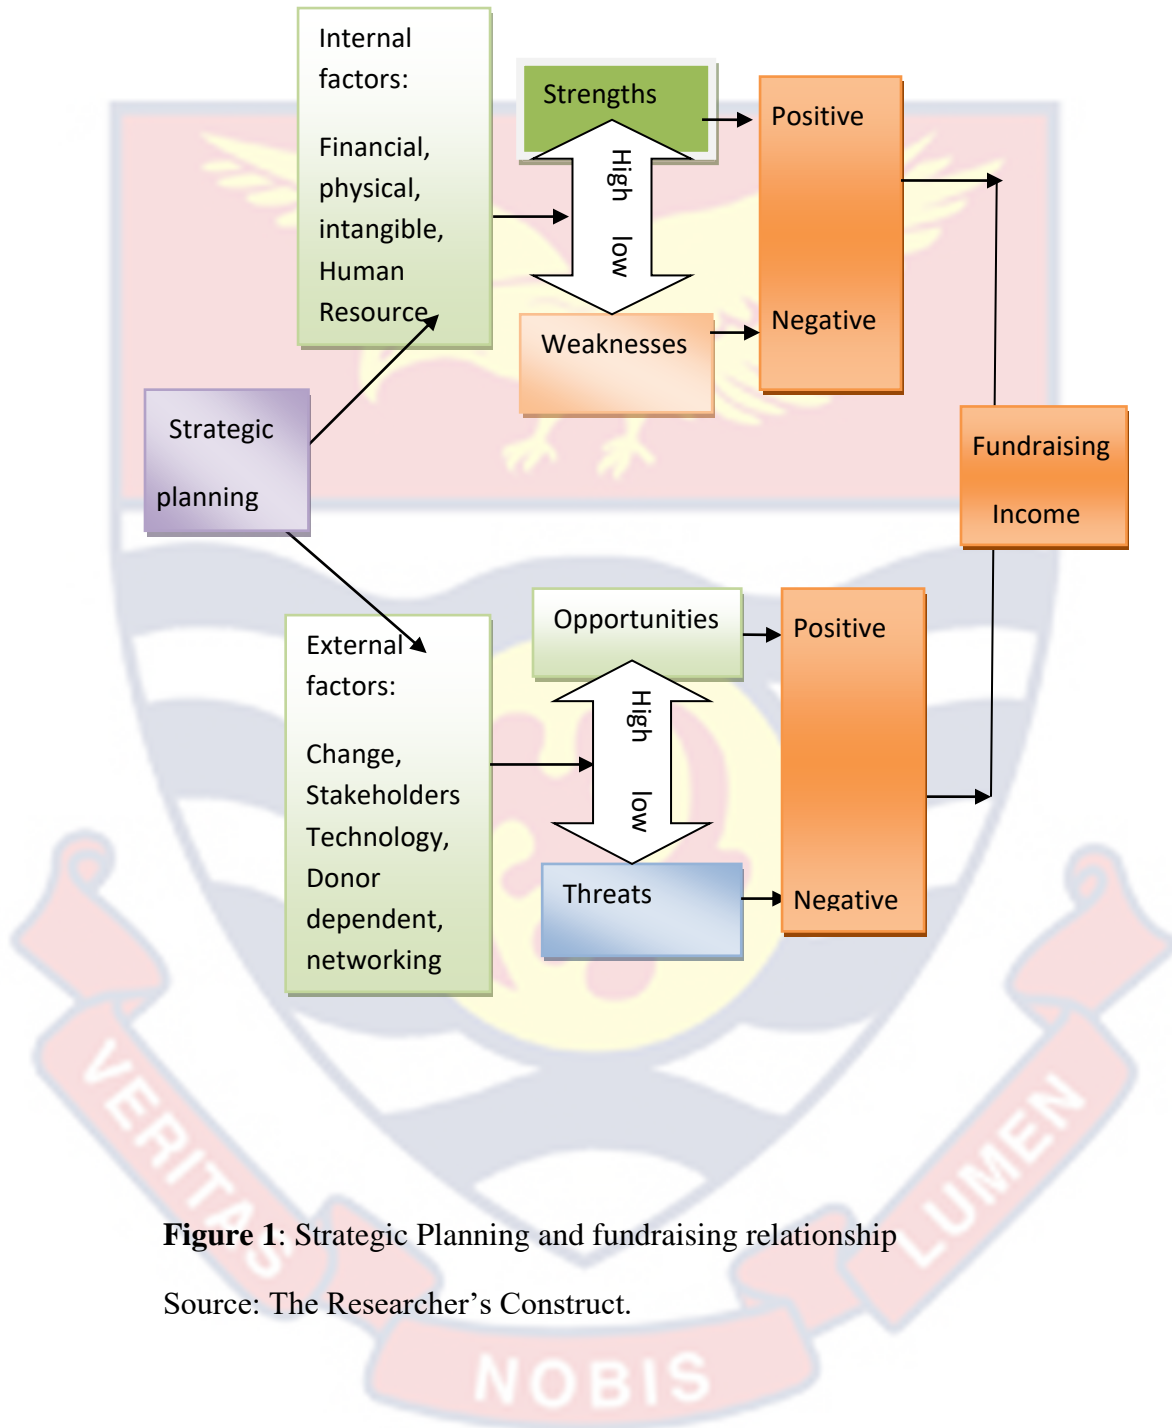 Internal
factors:
Financial,
physical,
intangible,
Human
Resource
Strengths
High
low
Weaknesses
Positive
Negative
Strategic
planning
Fundraising
Income
External
factors:
Change,
Stakeholders
Technology,
Donor
dependent,
networking
Opportunities
High
low
Threats
Positive
Negative
Figure 1: Strategic Planning and fundraising relationship
Source: The Researcher’s Construct.
VERITAS
NOBIS
LUMEN